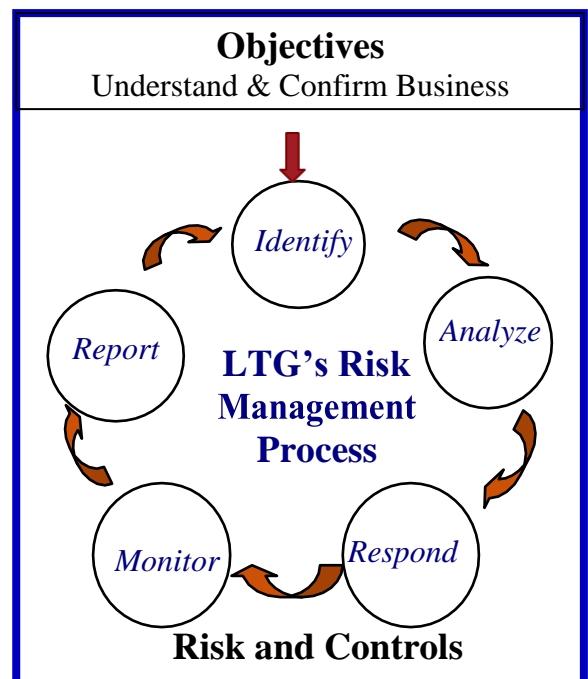 Objectives
Understand & Confirm Business
Identify
Analyze
Report
LTG's Risk
Management
Process
Monitor
Respond
Risk and Controls